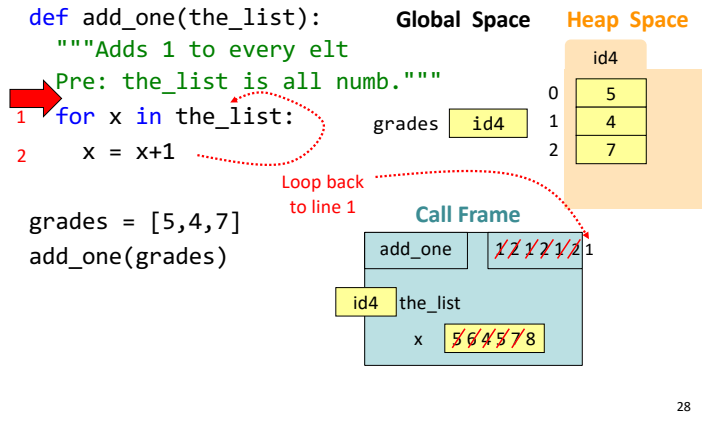 def add_one(the_list):
"""Adds 1 to every elt
Pre: the_list is all numb."""
1 for x in the_list:
2 x = x+1
Loop back
to line 1
grades = [5,4,7]
add_one(grades)
Global Space
grades id4
Heap Space
id4
0 5
1 4
2 7
Call Frame
add_one 1 2 1 2 1 2 1
id4 the_list
x 5 6 4 5 7 8
28